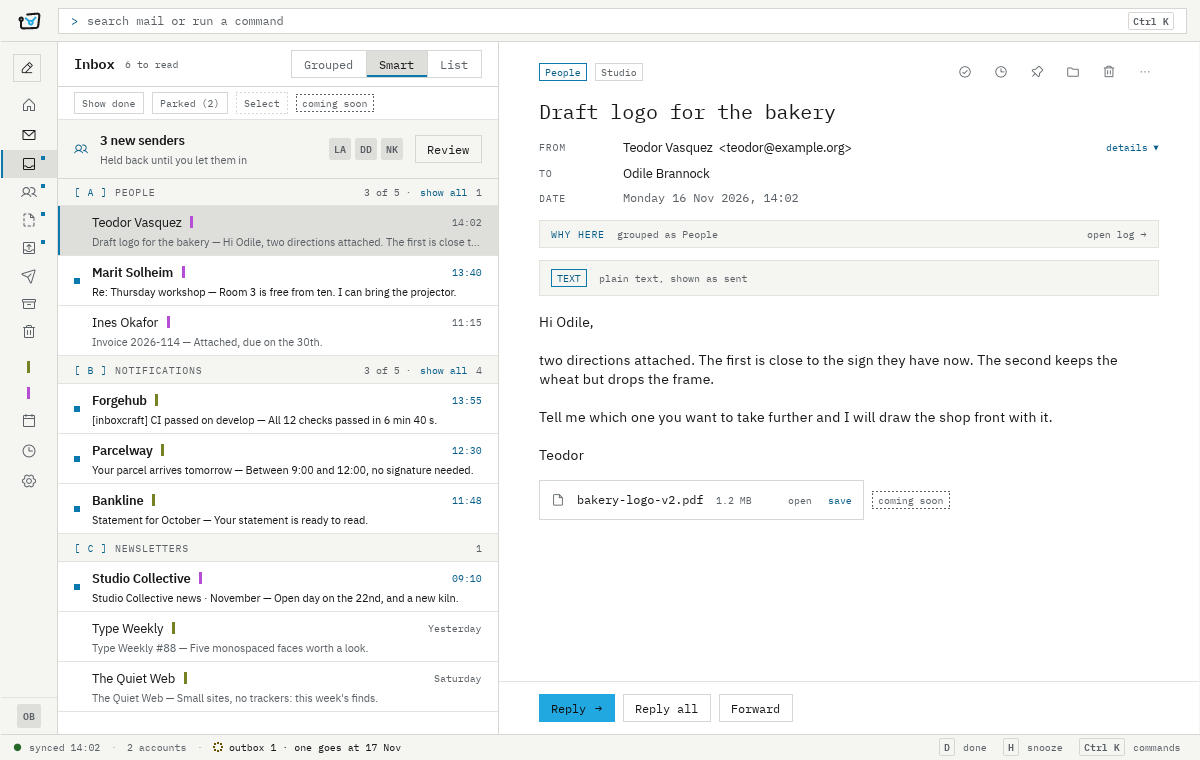 > search mail or run a command
Ctrl K
Inbox 6 to read
Grouped Smart List
Show done Parked (2) Select coming soon
3 new senders
Held back until you let them in
LA DD NK Review
[ A ] PEOPLE 3 of 5 · show all 1
Teodor Vasquez 14:02
Draft logo for the bakery — Hi Odile, two directions attached. The first is close t...
Marit Solheim 13:40
Re: Thursday workshop — Room 3 is free from ten. I can bring the projector.
Ines Okafor 11:15
Invoice 2026-114 — Attached, due on the 30th.
[ B ] NOTIFICATIONS 3 of 5 · show all 4
Forgehub 13:55
[inboxcraft] CI passed on develop — All 12 checks passed in 6 min 40 s.
Parcelway 12:30
Your parcel arrives tomorrow — Between 9:00 and 12:00, no signature needed.
Bankline 11:48
Statement for October — Your statement is ready to read.
[ C ] NEWSLETTERS 1
Studio Collective 09:10
Studio Collective news · November — Open day on the 22nd, and a new kiln.
Type Weekly Yesterday
Type Weekly #88 — Five monospaced faces worth a look.
The Quiet Web Saturday
The Quiet Web — Small sites, no trackers: this week's finds.
People Studio
···
Draft logo for the bakery
FROM Teodor Vasquez <teodor@example.org> details ▾
TO Odile Brannock
DATE Monday 16 Nov 2026, 14:02
WHY HERE grouped as People open log →
TEXT plain text, shown as sent
Hi Odile,
two directions attached. The first is close to the sign they have now. The second keeps the
wheat but drops the frame.
Tell me which one you want to take further and I will draw the shop front with it.
Teodor
bakery-logo-v2.pdf 1.2 MB open save coming soon
Reply → Reply all Forward
OB
synced 14:02 · 2 accounts · outbox 1 · one goes at 17 Nov
D done H snooze Ctrl K commands